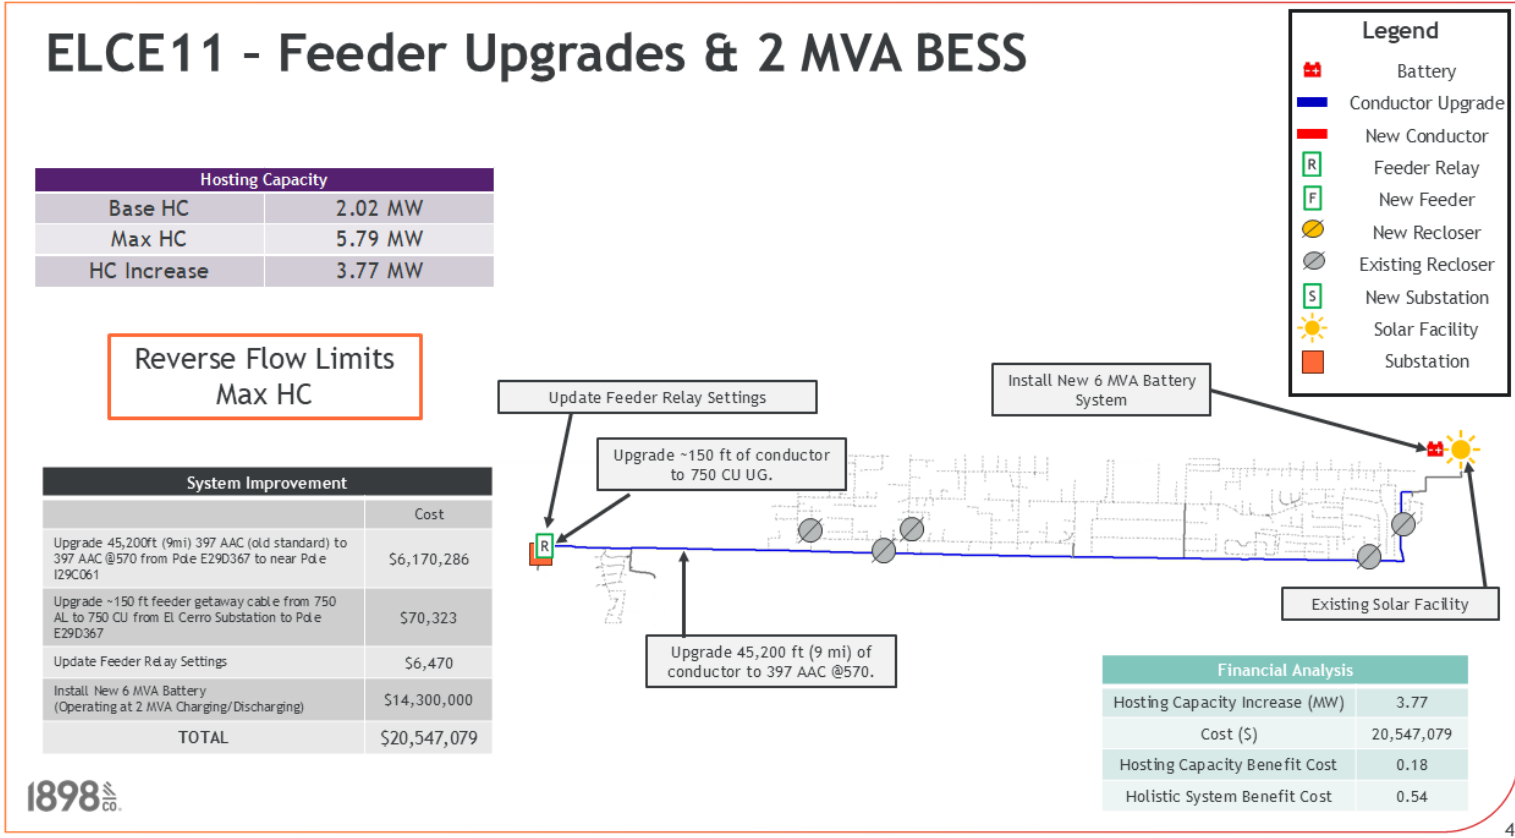 ELCE11 – Feeder Upgrades & 2 MVA BESS
Legend
Battery
Conductor Upgrade
New Conductor
R Feeder Relay
F New Feeder
New Recloser
Existing Recloser
S New Substation
Solar Facility
Substation
Hosting Capacity
Base HC 2.02 MW
Max HC 5.79 MW
HC Increase 3.77 MW
Reverse Flow Limits
Max HC
Update Feeder Relay Settings
Install New 6 MVA Battery
System
Upgrade ~150 ft of conductor
to 750 CU UG.
R
Existing Solar Facility
Upgrade 45,200 ft (9 mi) of
conductor to 397 AAC @570.
System Improvement
Cost
Upgrade 45,200ft (9mi) 397 AAC (old standard) to
397 AAC @570 from Pole E29D367 to near Pole
I29C061
$6,170,286
Upgrade ~150 ft feeder getaway cable from 750
AL to 750 CU from El Cerro Substation to Pole
E29D367
$70,323
Update Feeder Relay Settings $6,470
Install New 6 MVA Battery
(Operating at 2 MVA Charging/Discharging)
$14,300,000
TOTAL $20,547,079
Financial Analysis
Hosting Capacity Increase (MW) 3.77
Cost ($) 20,547,079
Hosting Capacity Benefit Cost 0.18
Holistic System Benefit Cost 0.54
1898 & CO.
4